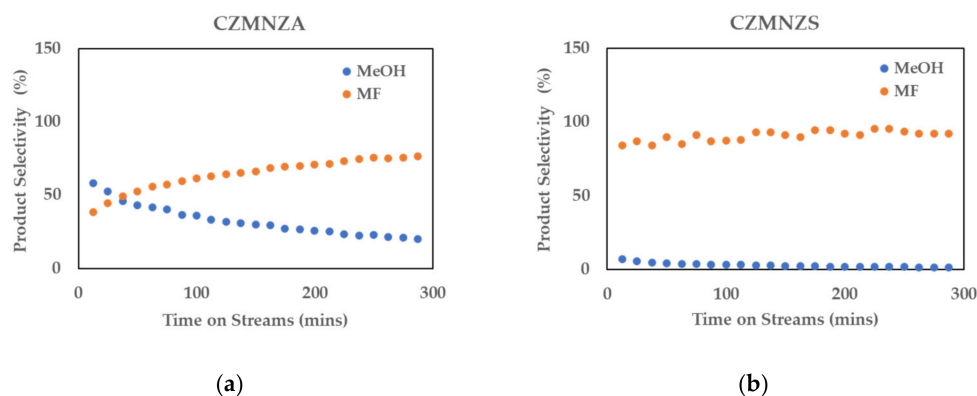 CZMNZA
150
100
50
0
Product Selectivity (%)
MeOH
MF
0 100 200 300
Time on Streams (mins)
(a)
CZMNZS
150
100
50
0
Product Selectivity (%)
MeOH
MF
0 100 200 300
Time on Streams (mins)
(b)